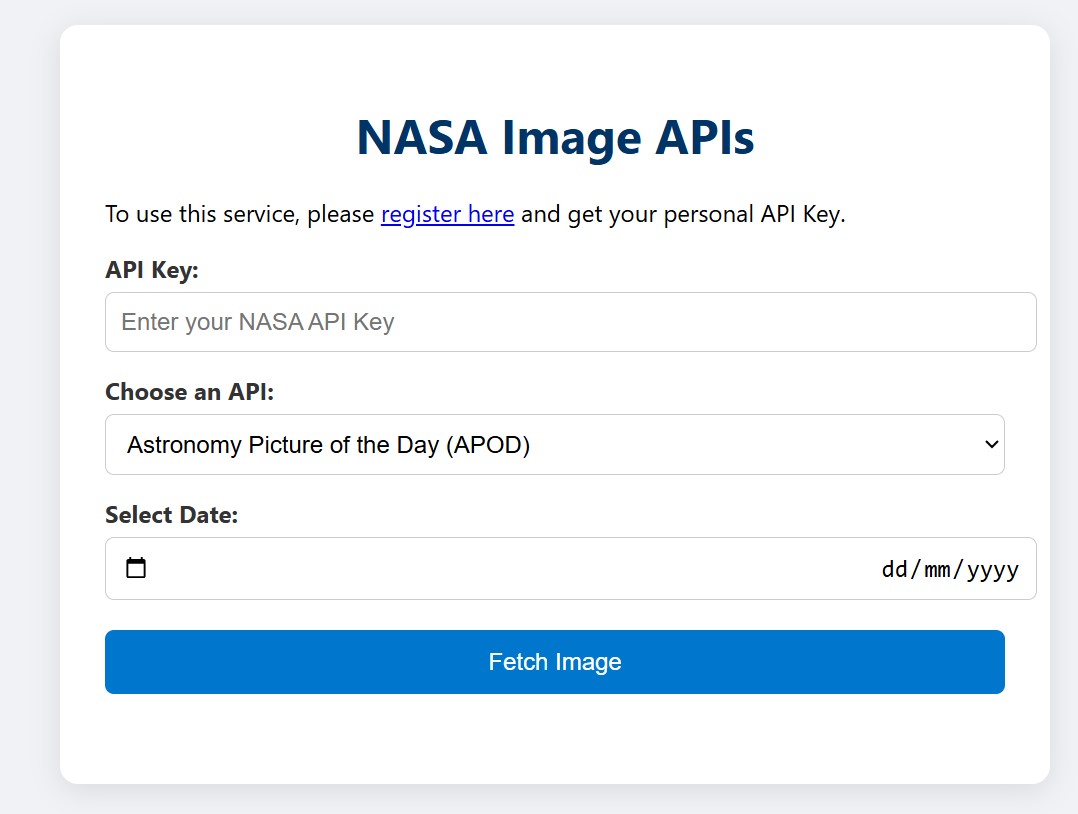 NASA Image APIs
To use this service, please register here and get your personal API Key.
API Key:
Enter your NASA API Key
Choose an API:
Astronomy Picture of the Day (APOD)
Select Date:
dd/mm/yyyy
Fetch Image